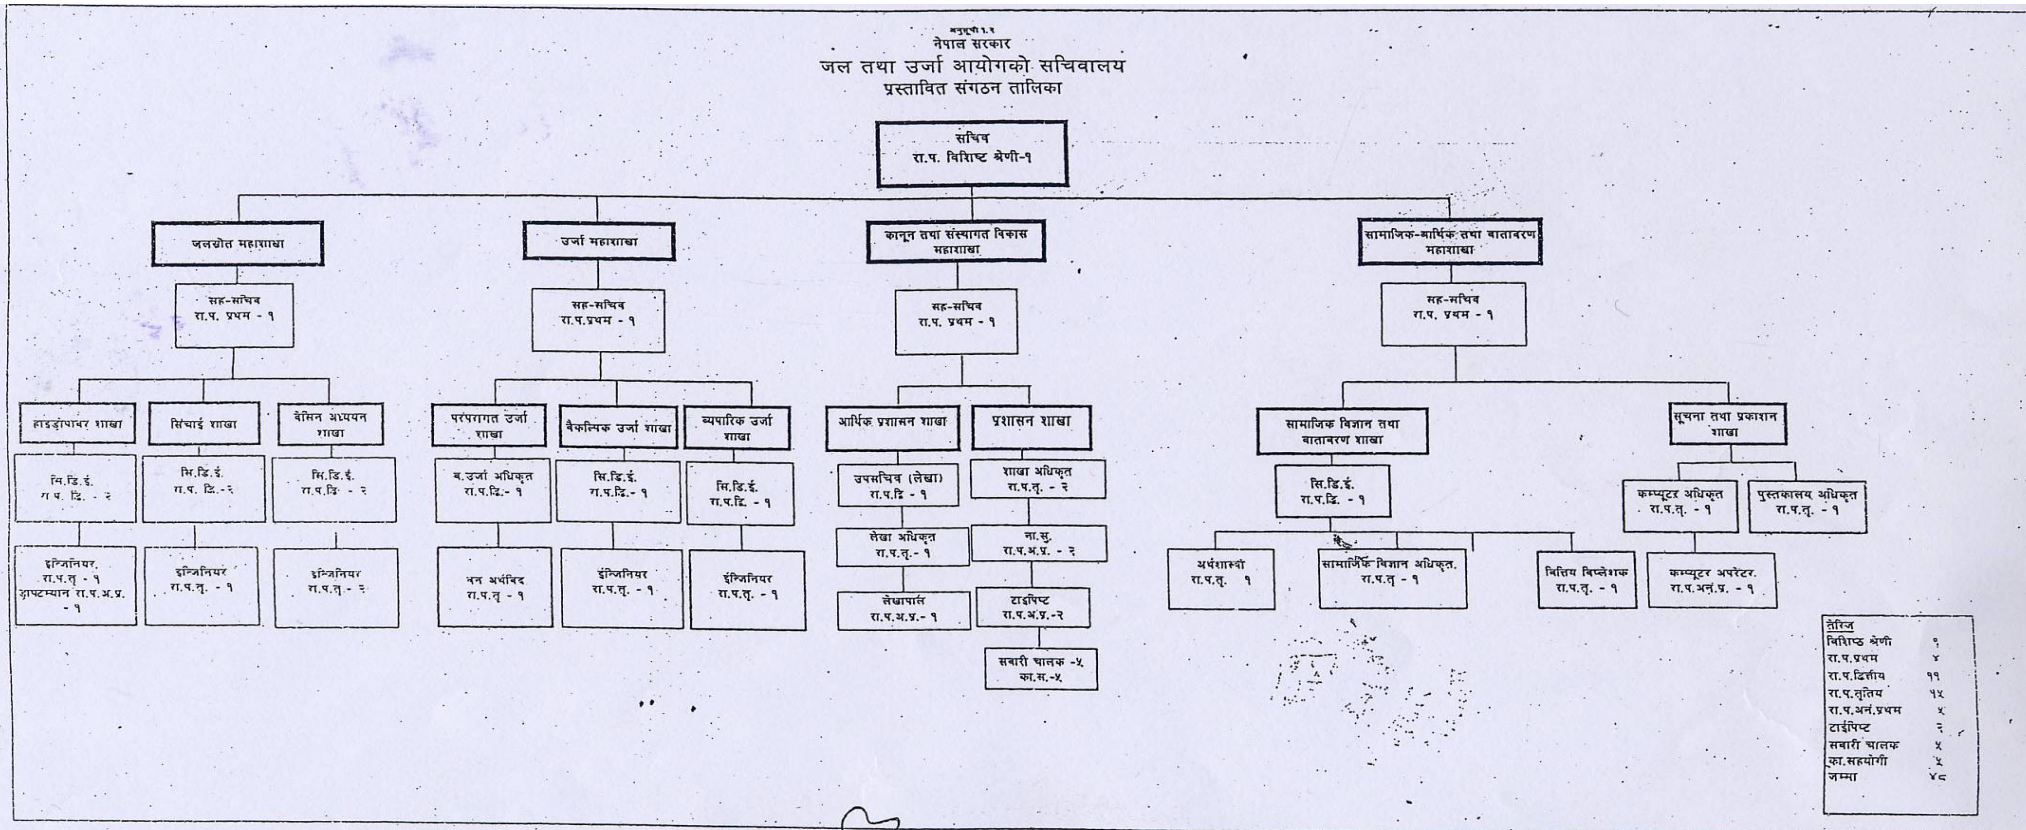 अनुसूची १.२
नेपाल सरकार
जल तथा उर्जा आयोगको सचिवालय
प्रस्तावित संगठन तालिका
सचिव
रा.प. विशिष्ट श्रेणी-१
जलस्रोत महाशाखा
सह-सचिव
रा.प. प्रथम - १
हाइड्रोपावर शाखा
सि.डि.ई.
रा.प. द्वि. - २
इन्जिनियर.
रा.प.तृ - १
ड्राफ्टम्यान रा.प.अ.प्र.
- १
सिंचाई शाखा
सि.डि.ई.
रा.प. द्वि.-२
इन्जिनियर
रा.प.तृ. - १
बेसिन अध्ययन
शाखा
सि.डि.ई.
रा.प.द्वि. - २
इन्जिनियर
रा.प.तृ - २
उर्जा महाशाखा
सह-सचिव
रा.प.प्रथम - १
परंपरागत उर्जा
शाखा
ब.उर्जा अधिकृत
रा.प.द्वि.- १
वन अर्थबिद
रा.प.तृ - १
बैकल्पिक उर्जा शाखा
सि.डि.ई.
रा.प.द्वि.- १
इंन्जिनियर
रा.प.तृ. - १
ब्यपारिक उर्जा
शाखा
सि.डि.ई.
रा.प.द्वि. - १
इंन्जिनियर
रा.प.तृ.- १
कानून तथा संस्थागत विकास
महाशाखा
सह-सचिव
रा.प. प्रथम - १
आर्थिक प्रशासन शाखा
उपसचिव (लेखा)
रा.प.द्वि - १
लेखा अधिकृत
रा.प.तृ.- १
लेखापाल
रा.प.अ.प्र.- १
प्रशासन शाखा
शाखा अधिकृत
रा.प.तृ. - २
ना.सु.
रा.प.अ.प्र. - २
टाइपिष्ट
रा.प.अ.प्र.-२
सवारी चालक -५
का.स.-५
सामाजिक-आर्थिक तथा वातावरण
महाशाखा
सह-सचिव
रा.प. प्रथम - १
सामाजिक विज्ञान तथा
वातावरण शाखा
सि.डि.ई.
रा.प.द्वि. - १
अर्थशास्त्री
रा.प.तृ. १
सामाजिक विज्ञान अधिकृत.
रा.प.तृ - १
वित्तिय विश्लेशक
रा.प.तृ. - १
सूचना तथा प्रकाशन
शाखा
कम्प्यूटर अधिकृत
रा.प.तृ. - १
कम्प्यूटर अपरेटर.
रा.प.अनं.प्र. - १
पुस्तकालय अधिकृत
रा.प.तृ. - १
तेरिज
विशिष्ठ श्रेणी १
रा.प.प्रथम ४
रा.प.द्वितीय ११
रा.प.तृतिय १५
रा.प.अनं.प्रथम ५
टाईपिष्ट २
सबारी चालक ५
का.सहयोगी ५
जम्मा ४८